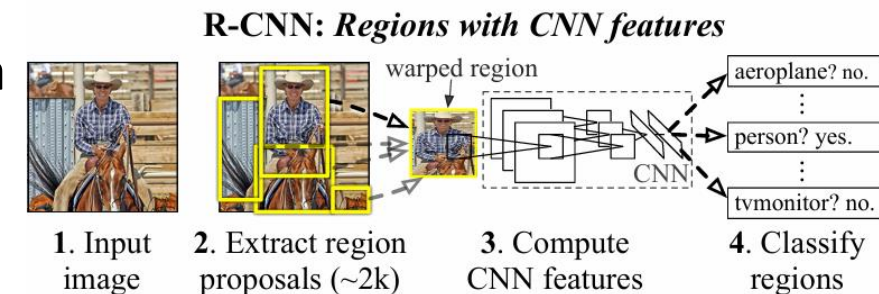 R-CNN: Regions with CNN features
warped region
aeroplane? no.
person? yes.
tvmonitor? no.
CNN
1. Input
image
2. Extract region
proposals (~2k)
3. Compute
CNN features
4. Classify
regions